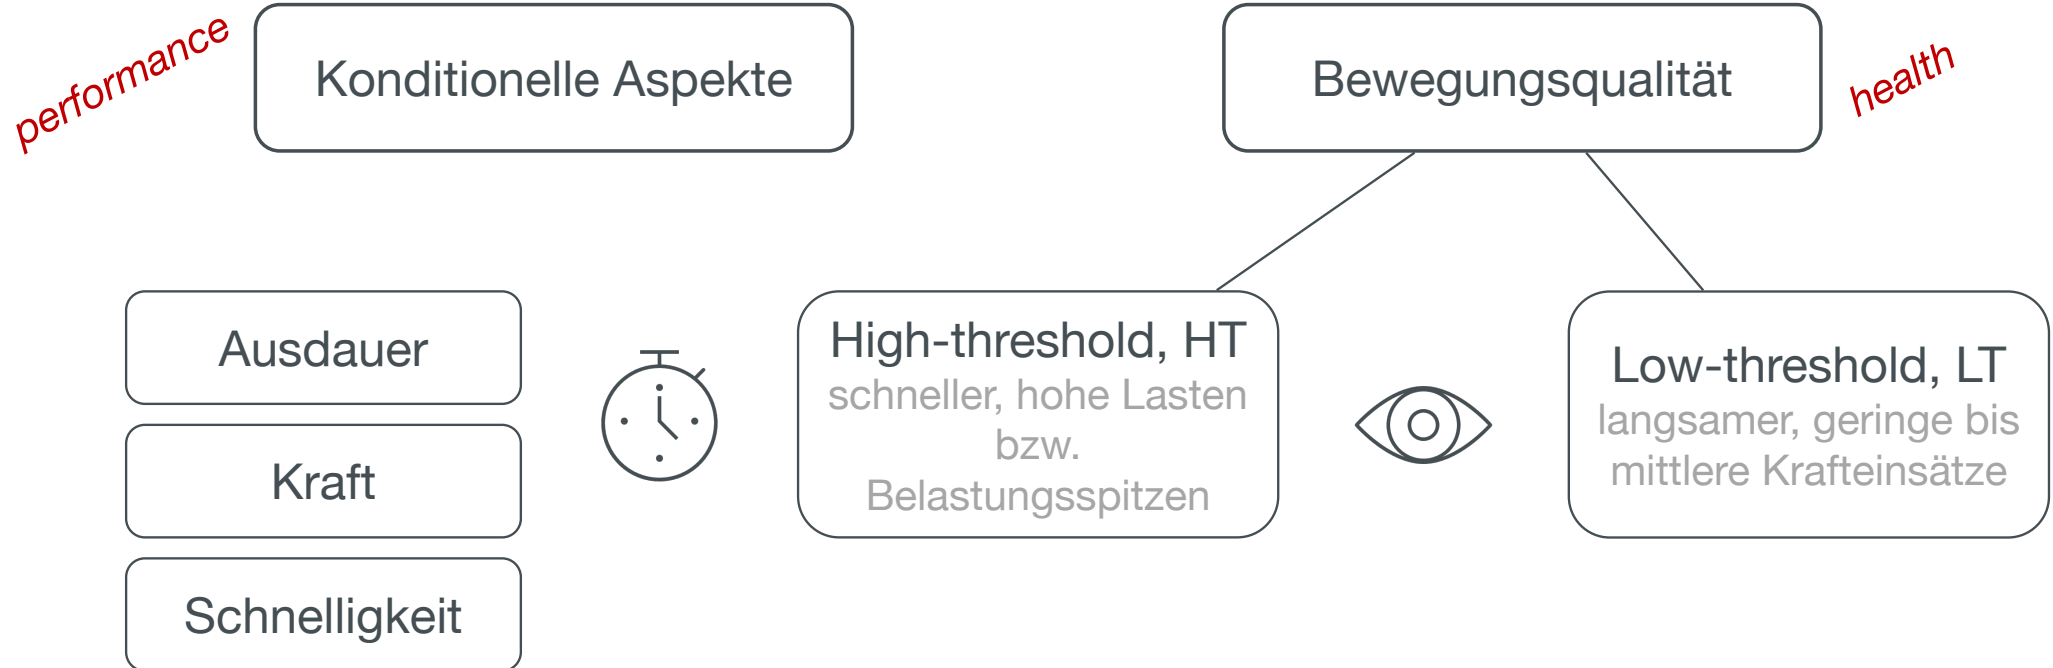 performance
Konditionelle Aspekte
Bewegungsqualität
health
Ausdauer
Kraft
Schnelligkeit
High-threshold, HT
schneller, hohe Lasten
bzw.
Belastungsspitzen
Low-threshold, LT
langsamer, geringe bis
mittlere Krafteinsätze